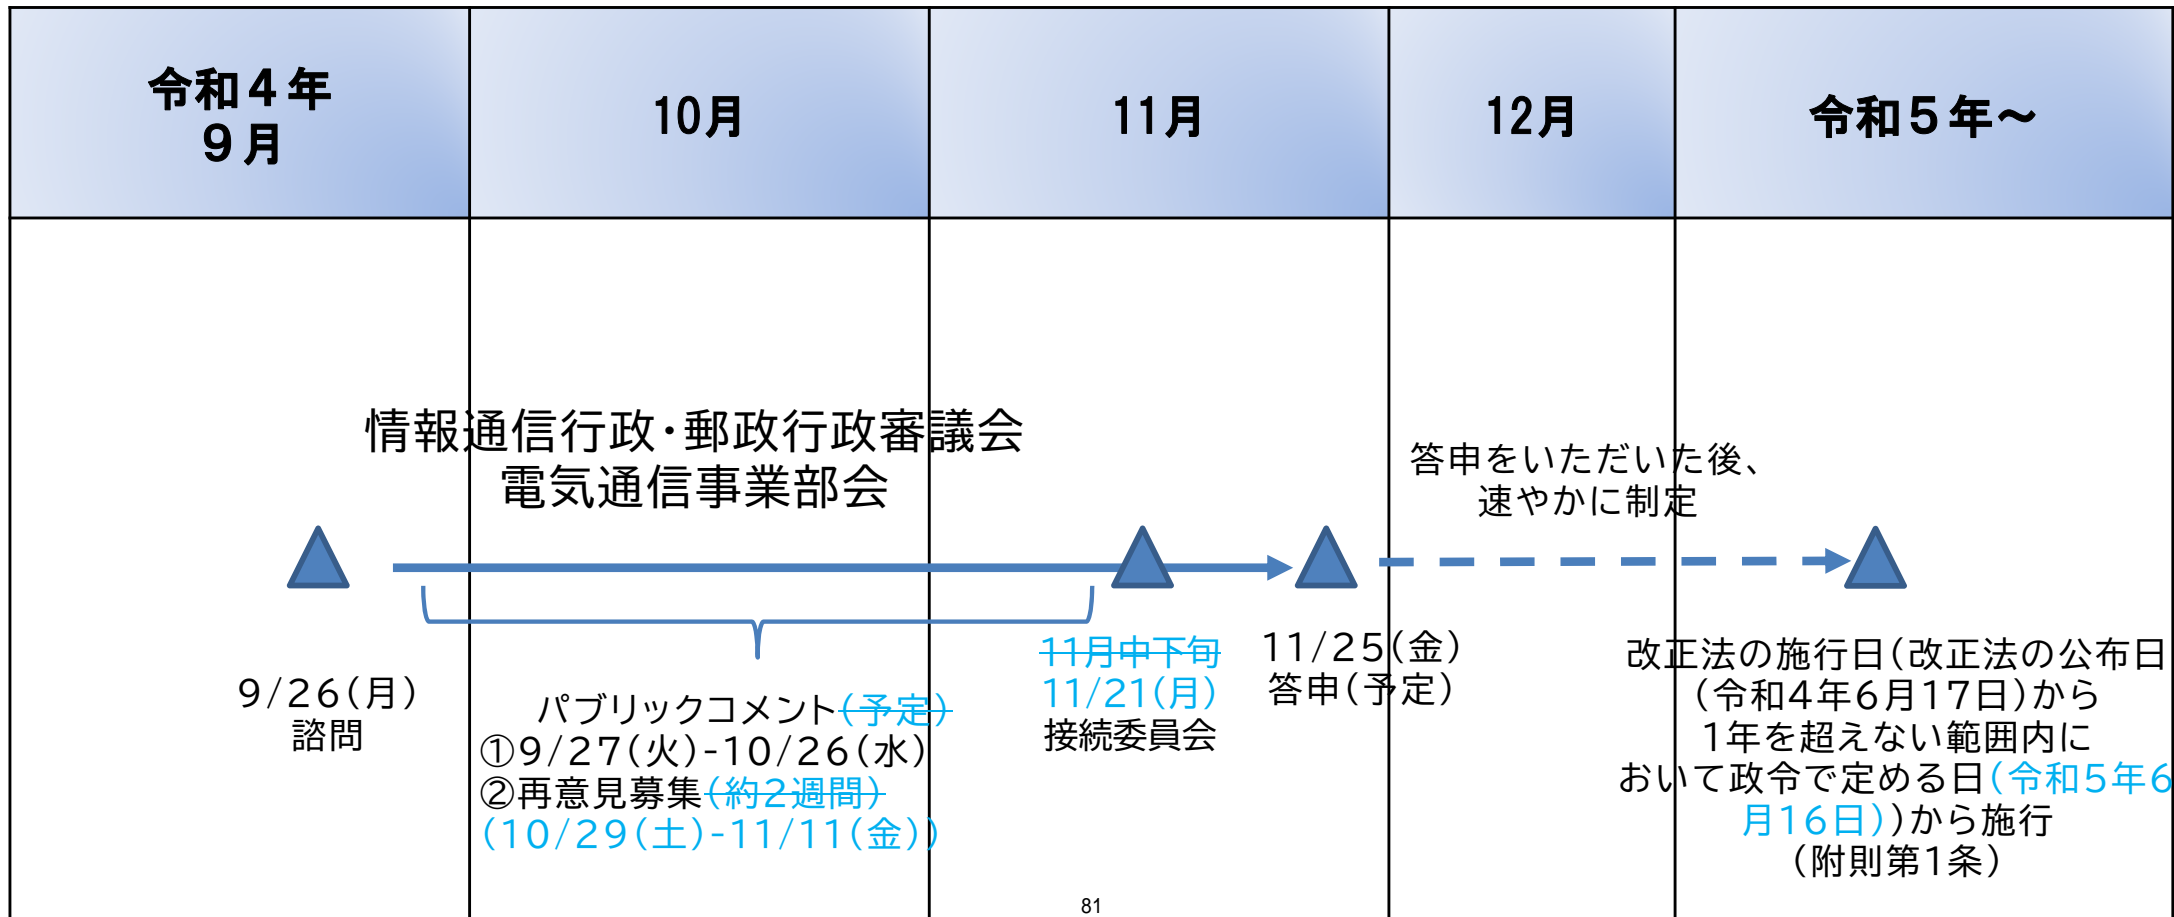 令和４年
９月
10月
11月
12月
令和５年～
情報通信行政・郵政行政審議会
電気通信事業部会
答申をいただいた後、
速やかに制定
9/26(月)
諮問
パブリックコメント(予定)
①9/27(火)-10/26(水)
②再意見募集(約2週間)
(10/29(土)-11/11(金))
11月中下旬
11/21(月)
接続委員会
11/25(金)
答申(予定)
改正法の施行日(改正法の公布日
(令和4年6月17日)から
1年を超えない範囲内に
おいて政令で定める日(令和5年6
月16日))から施行
(附則第1条)
81